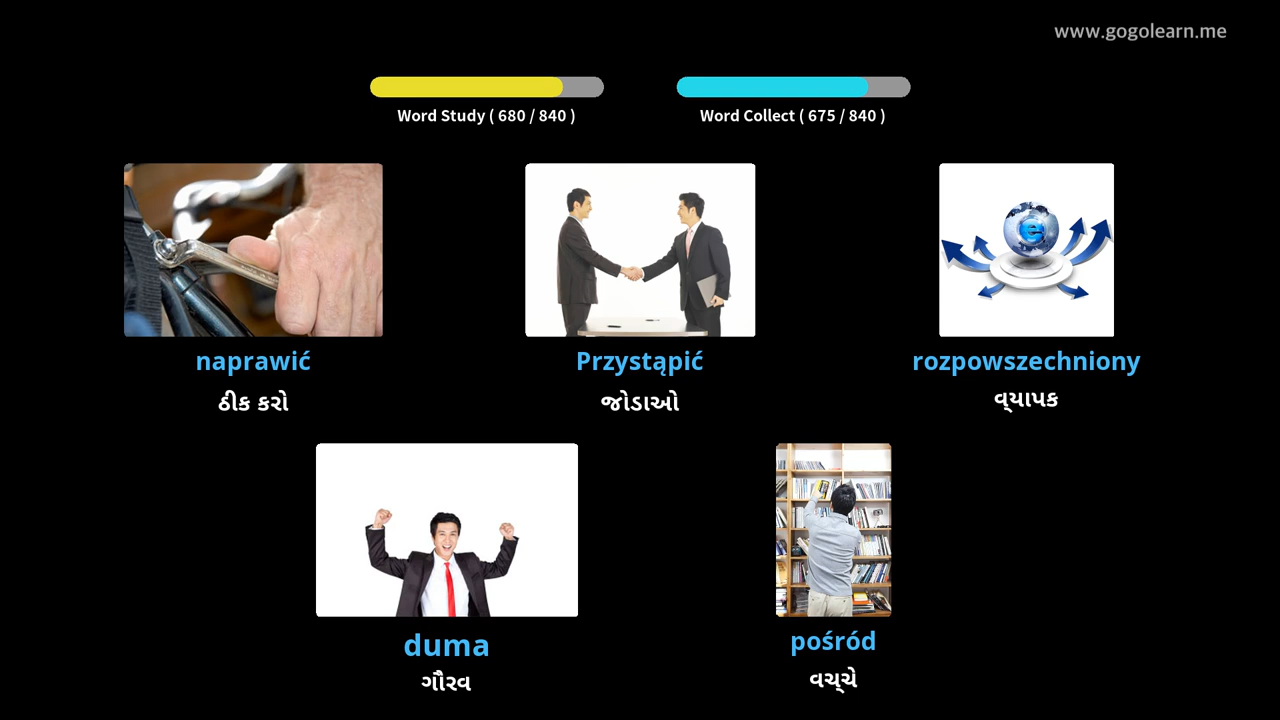 www.gogolearn.me
Word Study ( 680 / 840 )
Word Collect ( 675 / 840 )
naprawić
ઠીક કરો
Przystąpić
જોડાઓ
rozpowszechniony
વ્યાપક
duma
ગૌરવ
pośród
વચ્ચે